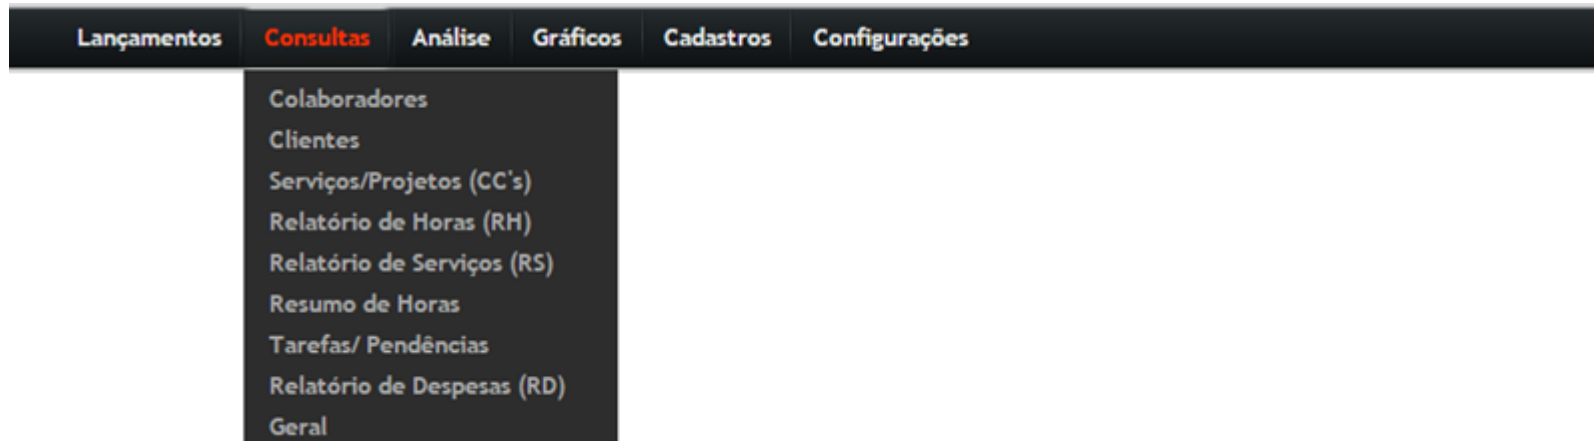 Lançamentos Consultas Análise Gráficos Cadastros Configurações
Colaboradores
Clientes
Serviços/Projetos (CC's)
Relatório de Horas (RH)
Relatório de Serviços (RS)
Resumo de Horas
Tarefas/ Pendências
Relatório de Despesas (RD)
Geral